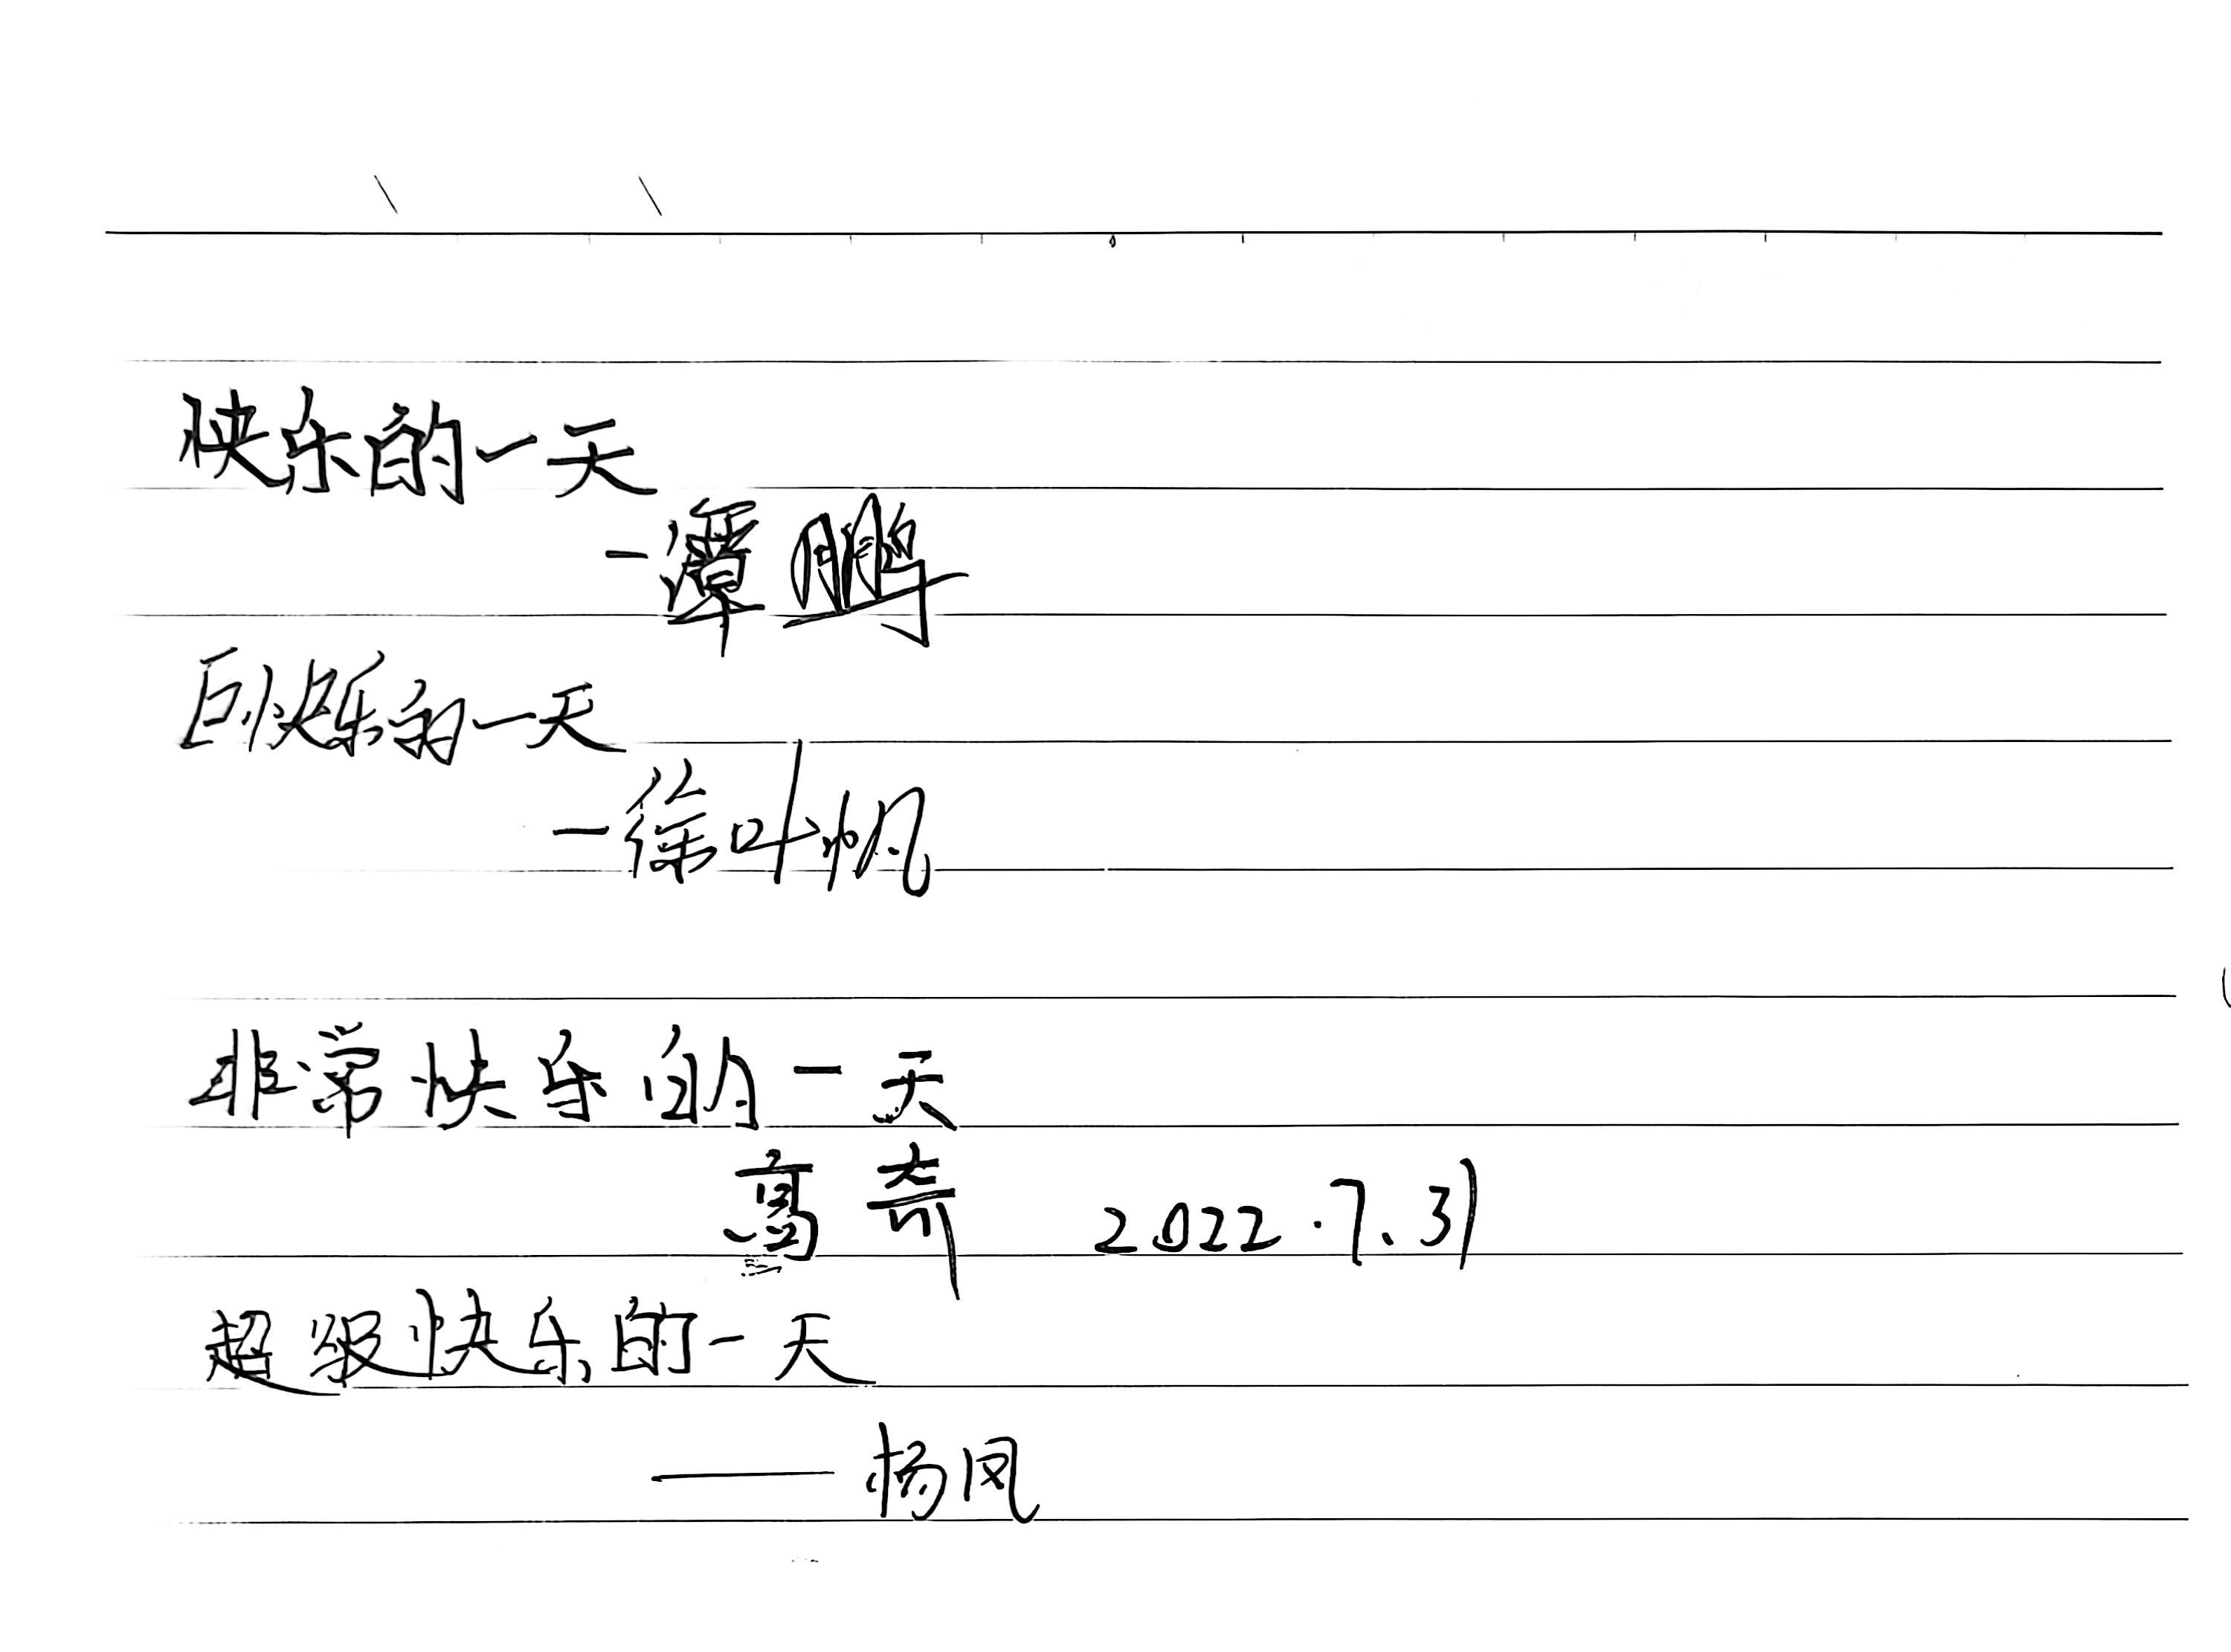 快乐的一天
-谭鹏
巨快乐的一天
-徐叶帆
非常快乐的一天
高奇 2022.7.31
超级快乐的一天
——杨凤